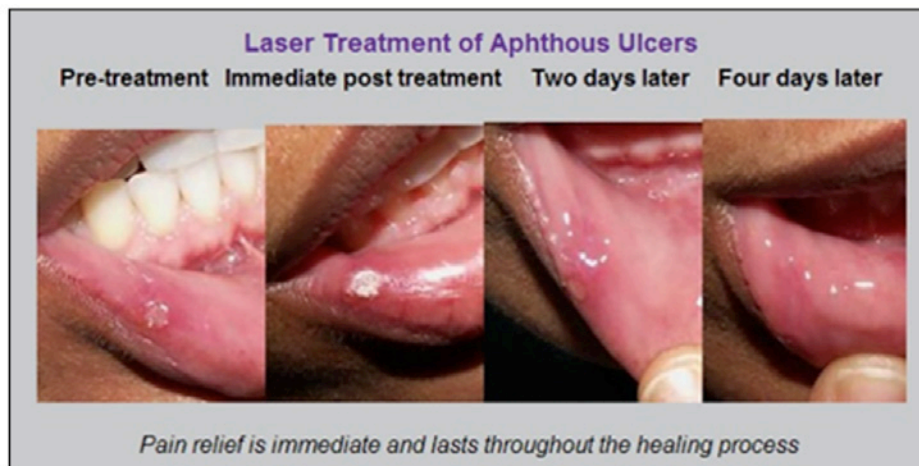 Laser Treatment of Aphthous Ulcers
Pre-treatment Immediate post treatment Two days later Four days later
Pain relief is immediate and lasts throughout the healing process